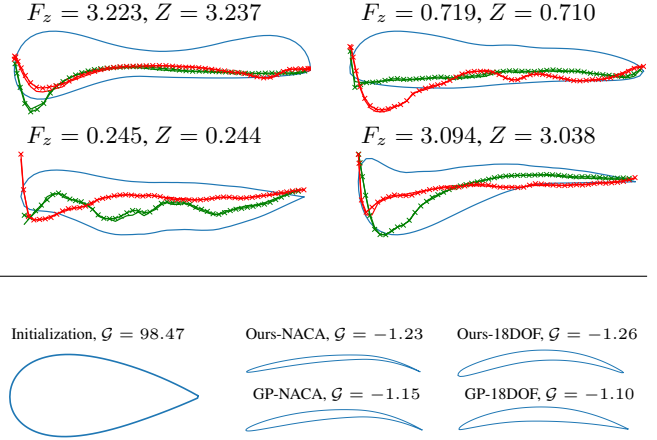 F_z = 3.223, Z = 3.237
F_z = 0.719, Z = 0.710
F_z = 0.245, Z = 0.244
F_z = 3.094, Z = 3.038
Initialization, 𝒢 = 98.47
Ours-NACA, 𝒢 = −1.23
Ours-18DOF, 𝒢 = −1.26
GP-NACA, 𝒢 = −1.15
GP-18DOF, 𝒢 = −1.10